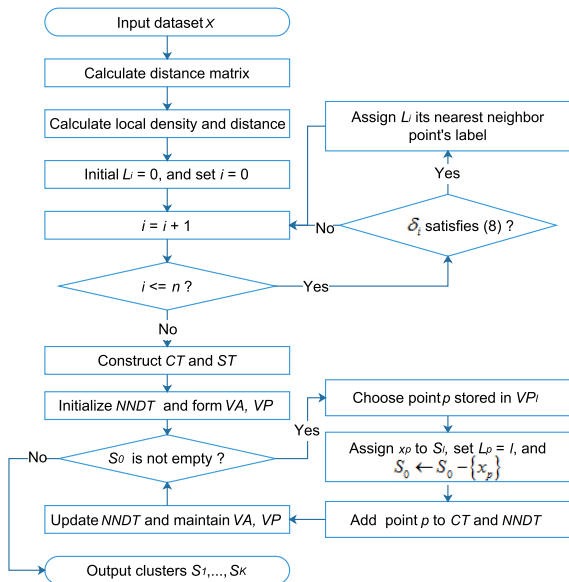 Input dataset x
Calculate distance matrix
Calculate local density and distance
Initial Li = 0, and set i = 0
i = i + 1
i <= n ?
Yes
No
Assign Li its nearest neighbor
point's label
Yes
δi satisfies (8) ?
No
Construct CT and ST
Initialize NNDT and form VA, VP
S0 is not empty ?
Yes
No
Choose point p stored in VPl
Assign xp to Sl, set Lp = l, and
S0 ← S0 − {xp}
Add point p to CT and NNDT
Update NNDT and maintain VA, VP
Output clusters S1,..., SK